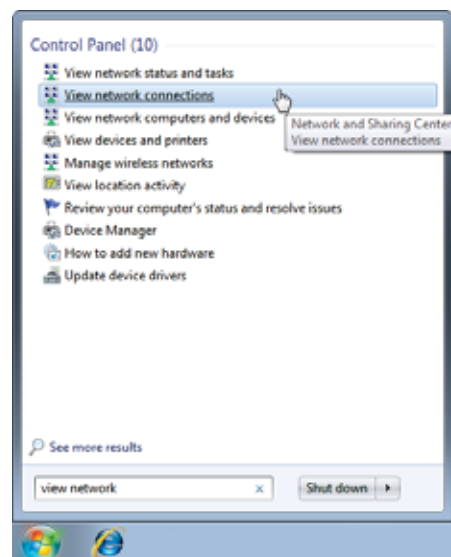 Control Panel (10)
View network status and tasks
View network connections
View network computers and devices
Network and Sharing Center
View network connections
View devices and printers
Manage wireless networks
View location activity
Review your computer's status and resolve issues
Device Manager
How to add new hardware
Update device drivers
See more results
view network
x
Shut down